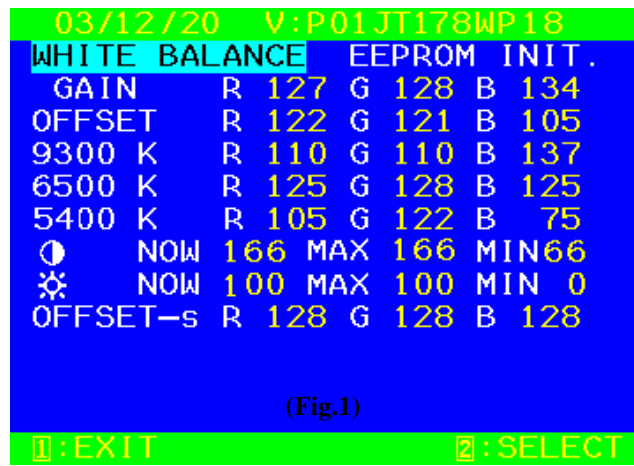 03/12/20 V:P01JT178WP18
WHITE BALANCE EEPROM INIT.
GAIN R 127 G 128 B 134
OFFSET R 122 G 121 B 105
9300 K R 110 G 110 B 137
6500 K R 125 G 128 B 125
5400 K R 105 G 122 B 75
NOW 166 MAX 166 MIN66
NOW 100 MAX 100 MIN 0
OFFSET-s R 128 G 128 B 128
(Fig.1)
1:EXIT 2:SELECT